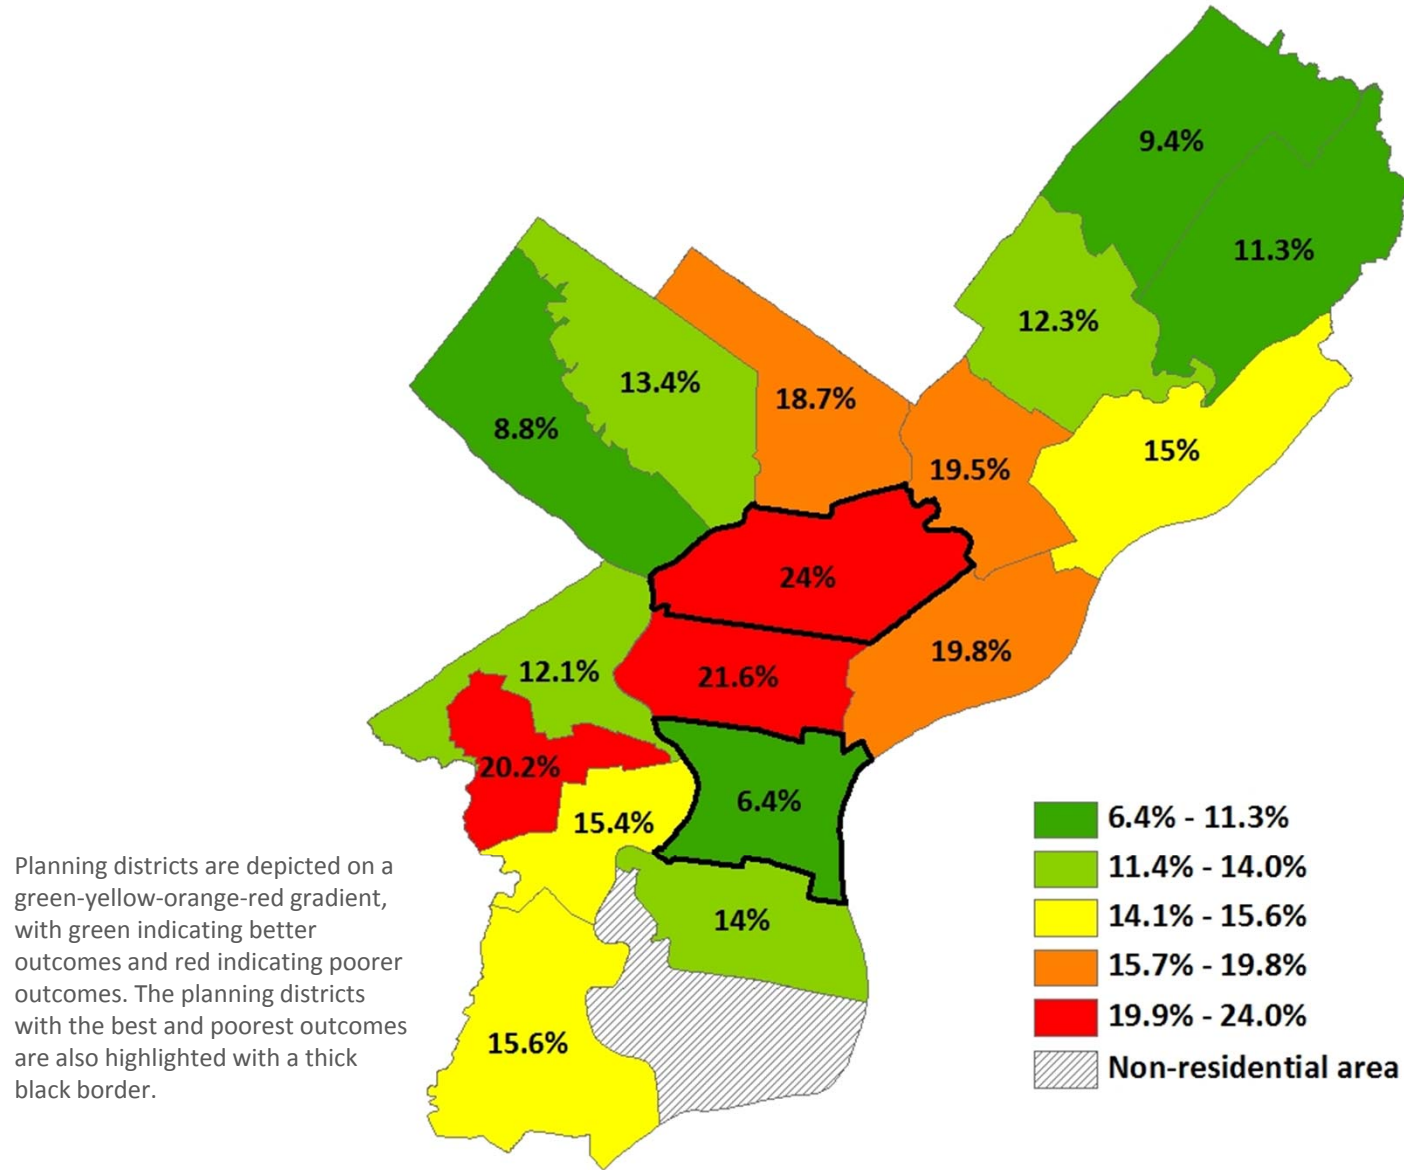 9.4%
11.3%
12.3%
13.4%
18.7%
8.8%
15%
19.5%
24%
19.8%
12.1%
21.6%
20.2%
6.4%
15.4%
14%
15.6%
Planning districts are depicted on a
green-yellow-orange-red gradient,
with green indicating better
outcomes and red indicating poorer
outcomes. The planning districts
with the best and poorest outcomes
are also highlighted with a thick
black border.
6.4% - 11.3%
11.4% - 14.0%
14.1% - 15.6%
15.7% - 19.8%
19.9% - 24.0%
Non-residential area